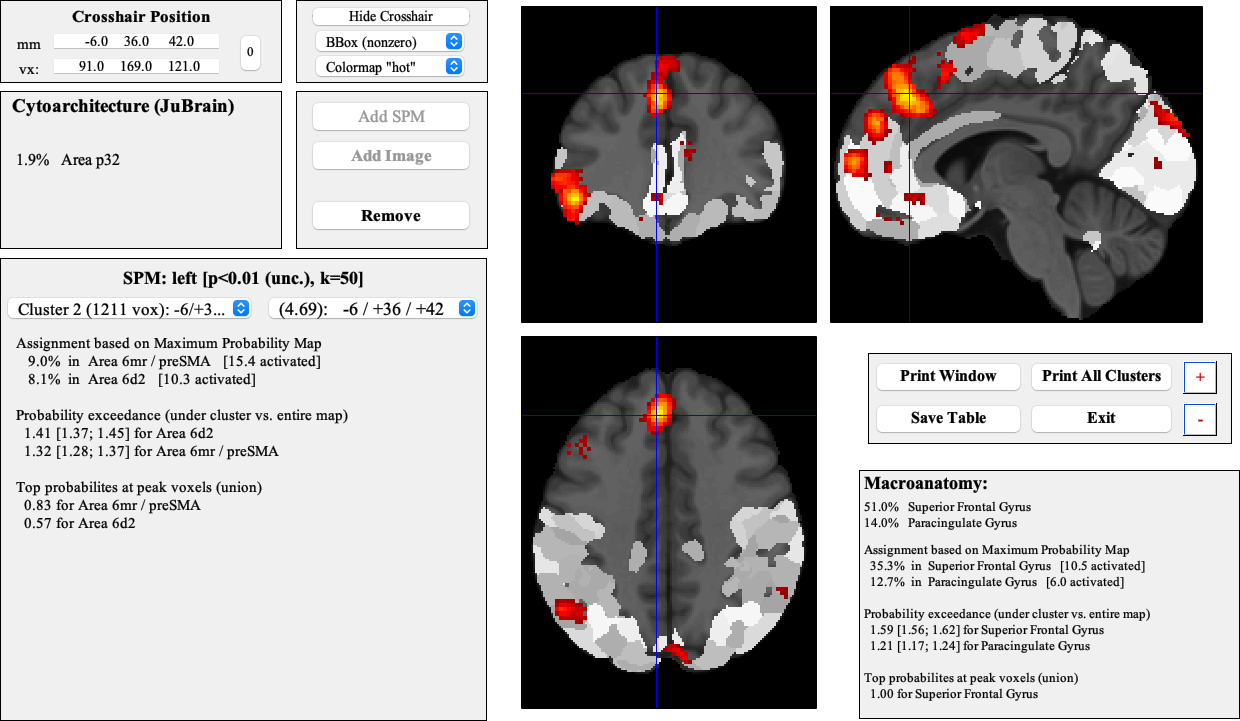 Crosshair Position
mm -6.0 36.0 42.0
vx: 91.0 169.0 121.0
0
Hide Crosshair
BBox (nonzero)
Colormap "hot"
Cytoarchitecture (JuBrain)
1.9% Area p32
Add SPM
Add Image
Remove
SPM: left [p<0.01 (unc.), k=50]
Cluster 2 (1211 vox): -6/+3... (4.69): -6 / +36 / +42
Assignment based on Maximum Probability Map
9.0% in Area 6mr / preSMA [15.4 activated]
8.1% in Area 6d2 [10.3 activated]
Probability exceedance (under cluster vs. entire map)
1.41 [1.37; 1.45] for Area 6d2
1.32 [1.28; 1.37] for Area 6mr / preSMA
Top probabilites at peak voxels (union)
0.83 for Area 6mr / preSMA
0.57 for Area 6d2
Print Window Print All Clusters +
Save Table Exit -
Macroanatomy:
51.0% Superior Frontal Gyrus
14.0% Paracingulate Gyrus
Assignment based on Maximum Probability Map
35.3% in Superior Frontal Gyrus [10.5 activated]
12.7% in Paracingulate Gyrus [6.0 activated]
Probability exceedance (under cluster vs. entire map)
1.59 [1.56; 1.62] for Superior Frontal Gyrus
1.21 [1.17; 1.24] for Paracingulate Gyrus
Top probabilites at peak voxels (union)
1.00 for Superior Frontal Gyrus